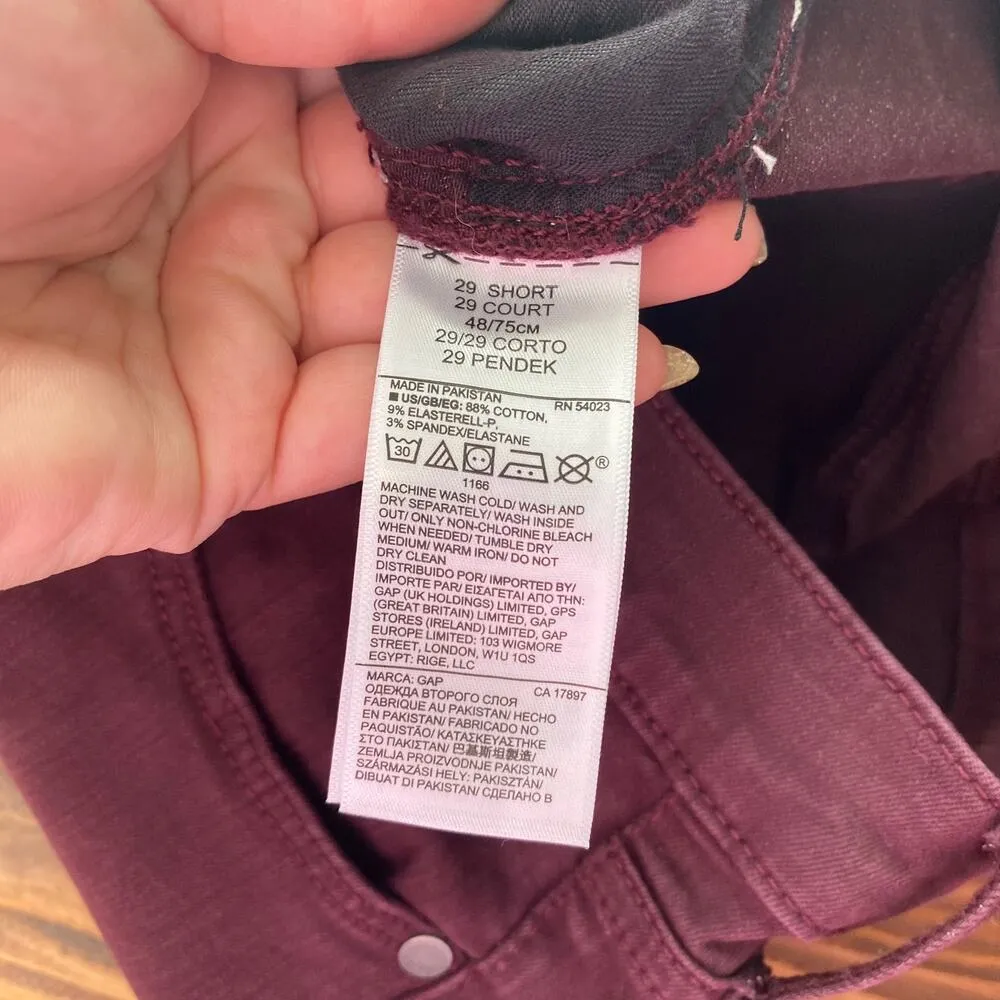 29 SHORT
29 COURT
48/75CM
29/29 CORTO
29 PENDEK
MADE IN PAKISTAN
RN 54023
US/GB/EG: 88% COTTON,
9% ELASTERELL-P,
3% SPANDEX/ELASTANE
30
®
1166
MACHINE WASH COLD/ WASH AND
DRY SEPARATELY/ WASH INSIDE
OUT/ ONLY NON-CHLORINE BLEACH
WHEN NEEDED/ TUMBLE DRY
MEDIUM/ WARM IRON/ DO NOT
DRY CLEAN
DISTRIBUIDO POR/ IMPORTED BY/
IMPORTE PAR/ ΕΙΣΑΓΕΤΑΙ ΑΠΟ ΤΗΝ:
GAP (UK HOLDINGS) LIMITED, GPS
(GREAT BRITAIN) LIMITED, GAP
STORES (IRELAND) LIMITED, GAP
EUROPE LIMITED: 103 WIGMORE
STREET, LONDON, W1U 1QS
EGYPT: RIGE, LLC
MARCA: GAP
CA 17897
ОДЕЖДА ВТОРОГО СЛОЯ
FABRIQUE AU PAKISTAN/ HECHO
EN PAKISTAN/ FABRICADO NO
PAQUISTÃO/ ΚΑΤΑΣΚΕΥΑΣΤΗΚΕ
ΣΤΟ ΠΑΚΙΣΤΑΝ/ 巴基斯坦製造/
ZEMLJA PROIZVODNJE PAKISTAN/
SZÁRMAZÁSI HELY: PAKISZTÁN/
DIBUAT DI PAKISTAN/ СДЕЛАНО В